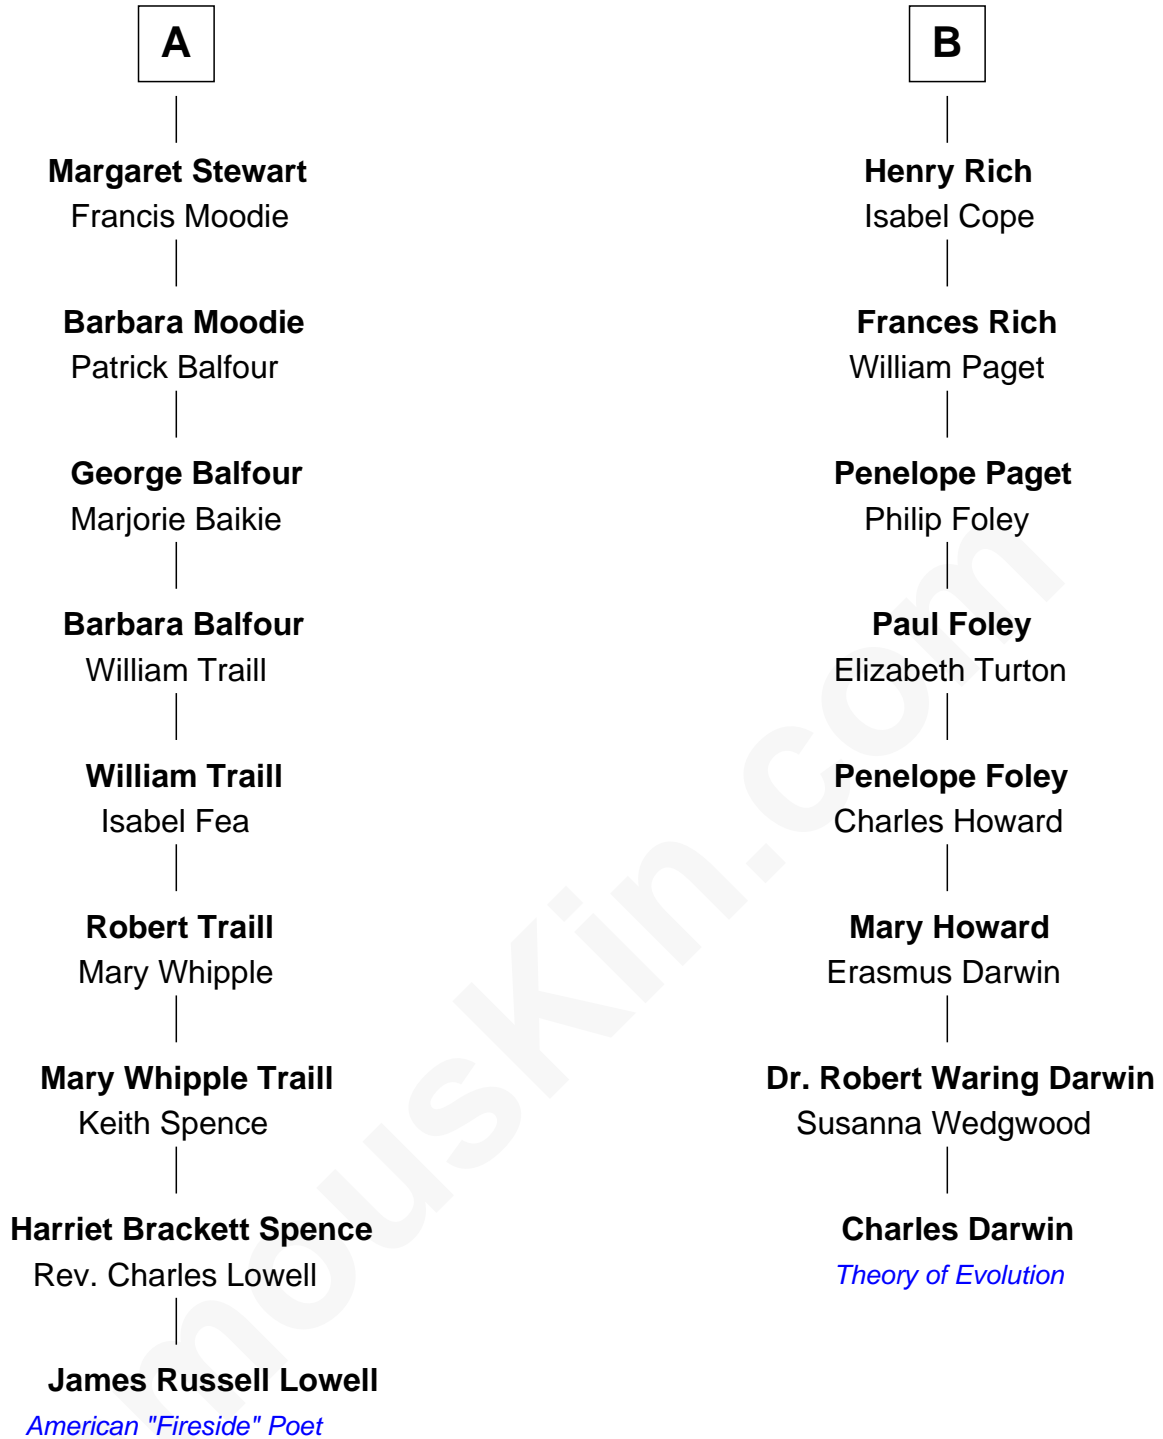 A
Margaret Stewart
Francis Moodie
Barbara Moodie
Patrick Balfour
George Balfour
Marjorie Baikie
Barbara Balfour
William Traill
William Traill
Isabel Fea
Robert Traill
Mary Whipple
Mary Whipple Traill
Keith Spence
Harriet Brackett Spence
Rev. Charles Lowell
James Russell Lowell
American "Fireside" Poet
B
Henry Rich
Isabel Cope
Frances Rich
William Paget
Penelope Paget
Philip Foley
Paul Foley
Elizabeth Turton
Penelope Foley
Charles Howard
Mary Howard
Erasmus Darwin
Dr. Robert Waring Darwin
Susanna Wedgwood
Charles Darwin
Theory of Evolution
mousKin.com